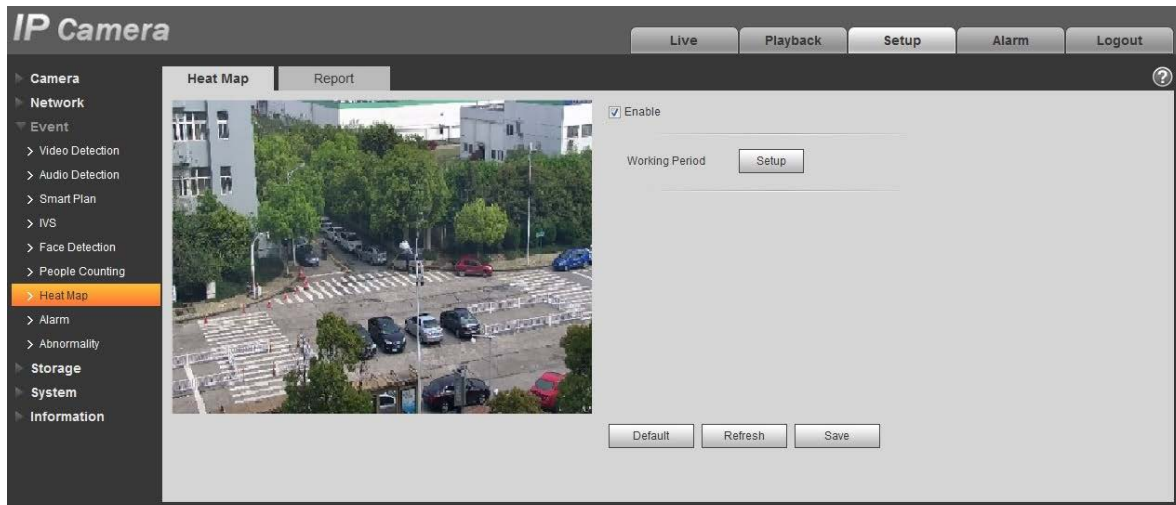 IP Camera
Live
Playback
Setup
Alarm
Logout
Camera
Network
Event
Video Detection
Audio Detection
Smart Plan
IVS
Face Detection
People Counting
Heat Map
Alarm
Abnormality
Storage
System
Information
Heat Map
Report
?
Enable
Working Period
Setup
Default
Refresh
Save